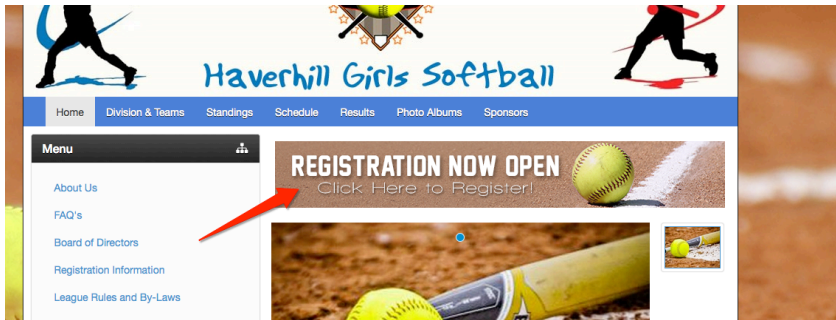 Haverhill Girls Softball
Home Division & Teams Standings Schedule Results Photo Albums Sponsors
Menu
About Us
FAQ's
Board of Directors
Registration Information
League Rules and By-Laws
REGISTRATION NOW OPEN
Click Here to Register!